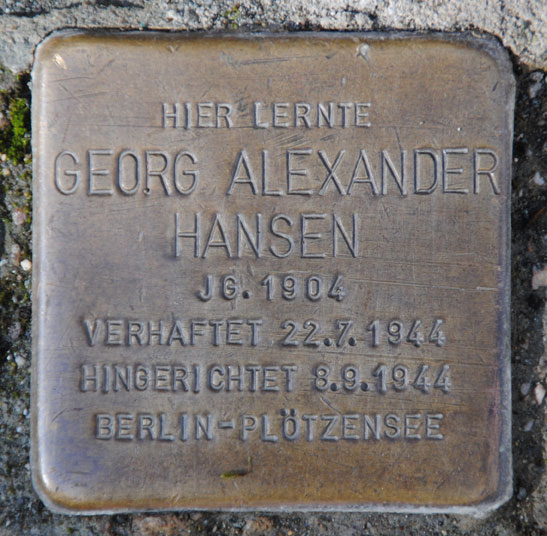 HIER LERNTE
GEORG ALEXANDER
HANSEN
JG. 1904
VERHAFTET 22.7.1944
HINGERICHTET 8.9.1944
BERLIN-PLÖTZENSEE